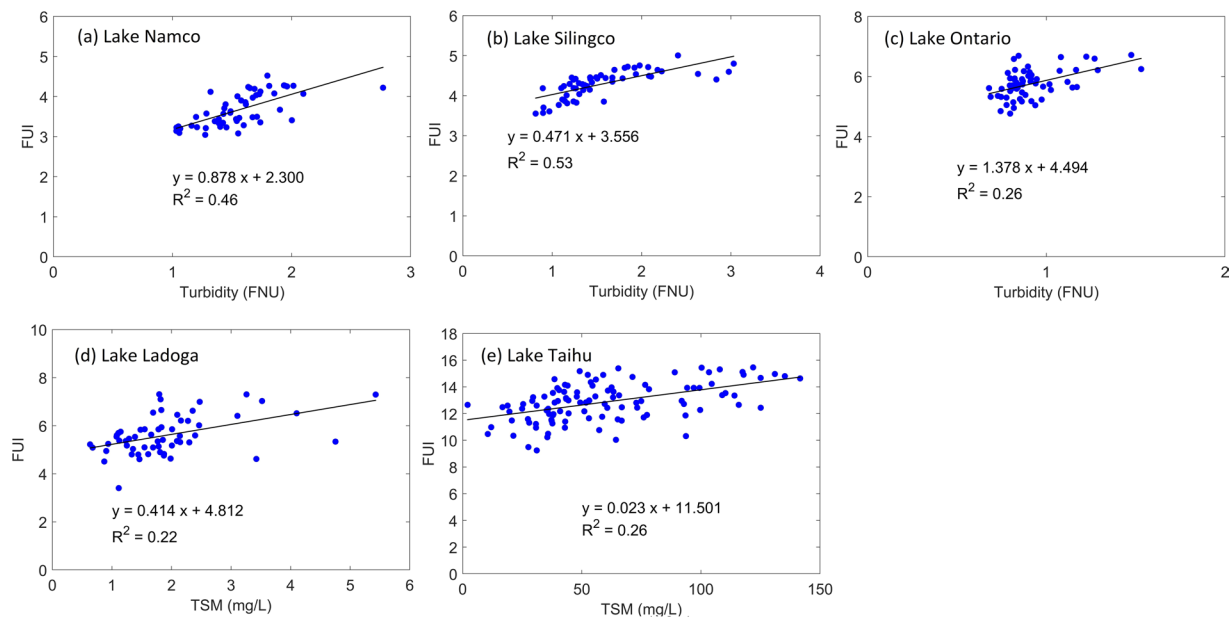 (a) Lake Namco
FUI
6
5
4
3
2
1
0
y = 0.878 x + 2.300
R² = 0.46
0 1 2 3
Turbidity (FNU)
(b) Lake Silingco
FUI
6
5
4
3
2
1
0
y = 0.471 x + 3.556
R² = 0.53
0 1 2 3 4
Turbidity (FNU)
(c) Lake Ontario
FUI
8
6
4
2
0
y = 1.378 x + 4.494
R² = 0.26
0 1 2
Turbidity (FNU)
(d) Lake Ladoga
FUI
10
8
6
4
2
0
y = 0.414 x + 4.812
R² = 0.22
0 1 2 3 4 5 6
TSM (mg/L)
(e) Lake Taihu
FUI
18
16
14
12
10
8
6
4
2
0
y = 0.023 x + 11.501
R² = 0.26
0 50 100 150
TSM (mg/L)